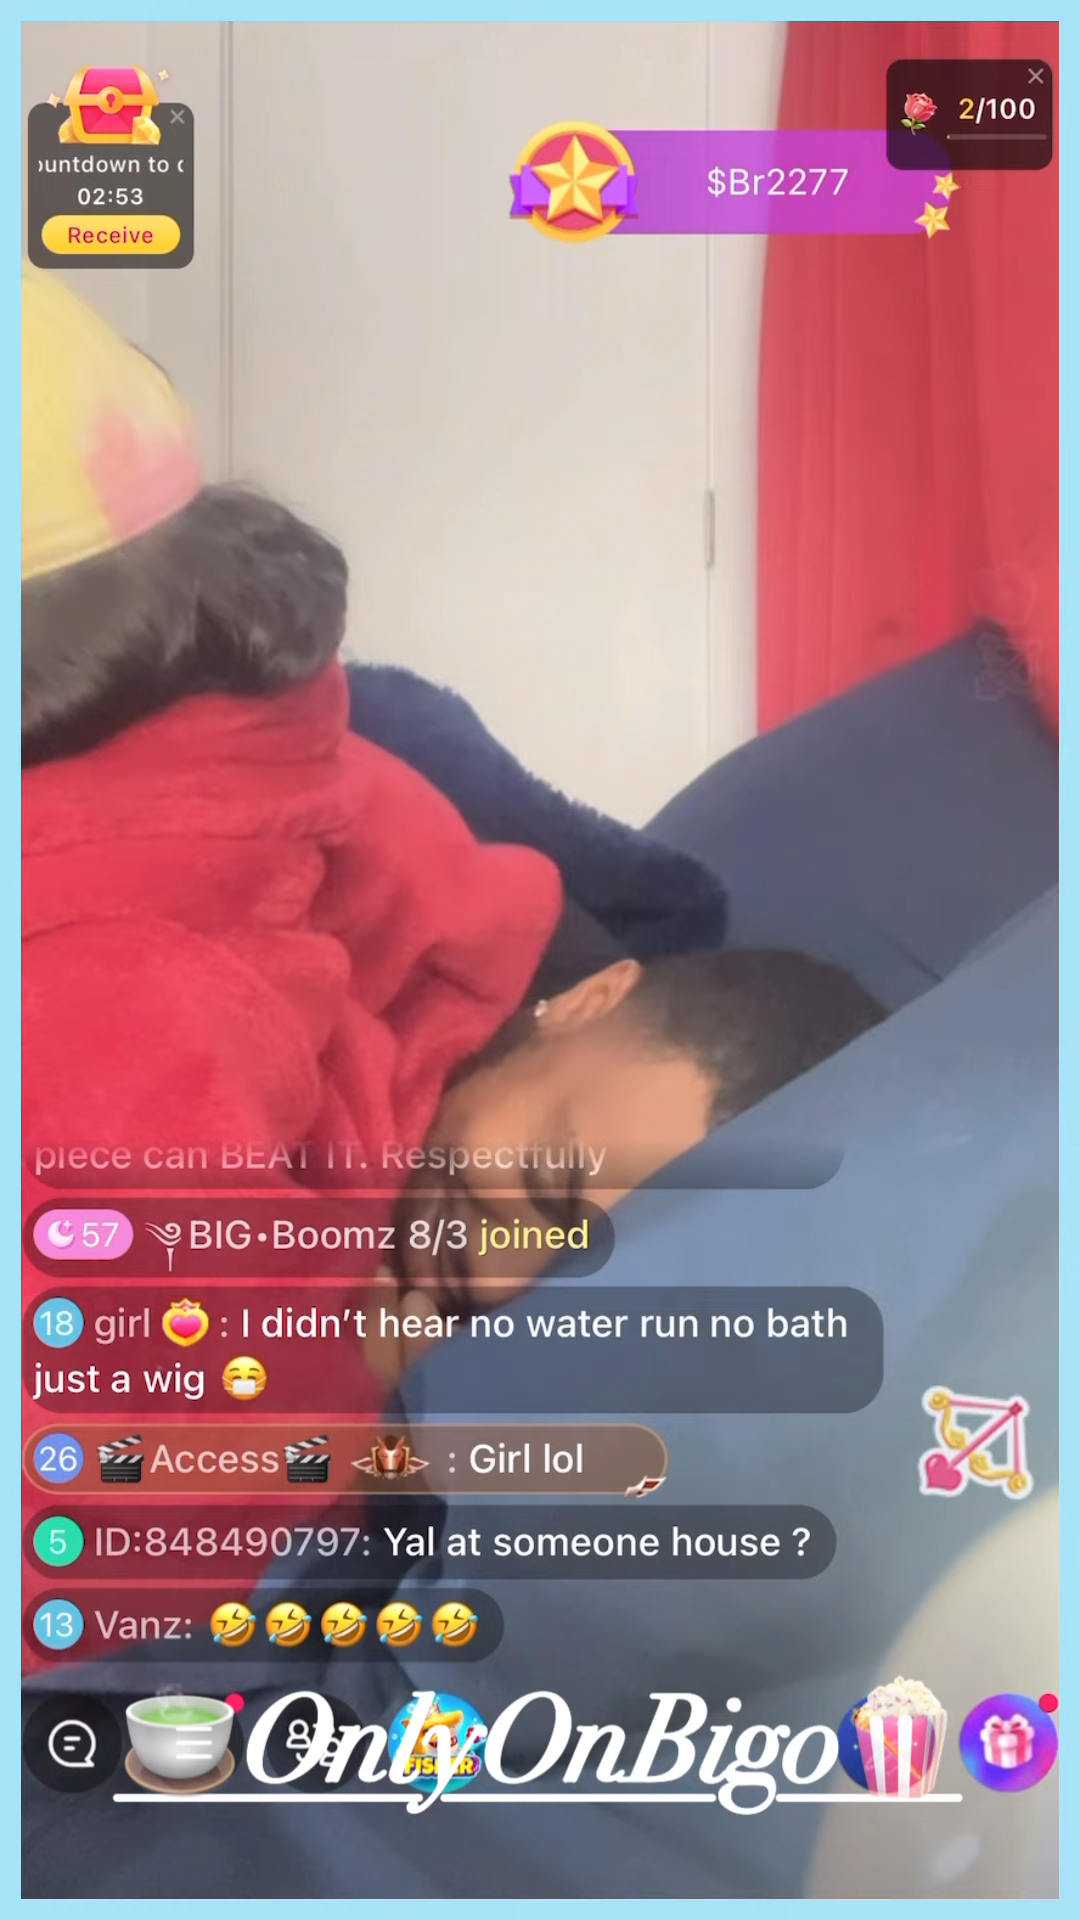 ountdown to c
02:53
Receive
2/100
$Br2277
piece can BEAT IT. Respectfully
57 BIG•Boomz 8/3 joined
18 girl 💖 : I didn’t hear no water run no bath
just a wig 😷
26 🎬Access🎬 : Girl lol
5 ID:848490797: Yal at someone house ?
13 Vanz: 🤣🤣🤣🤣🤣
FISHER
OnlyOnBigo